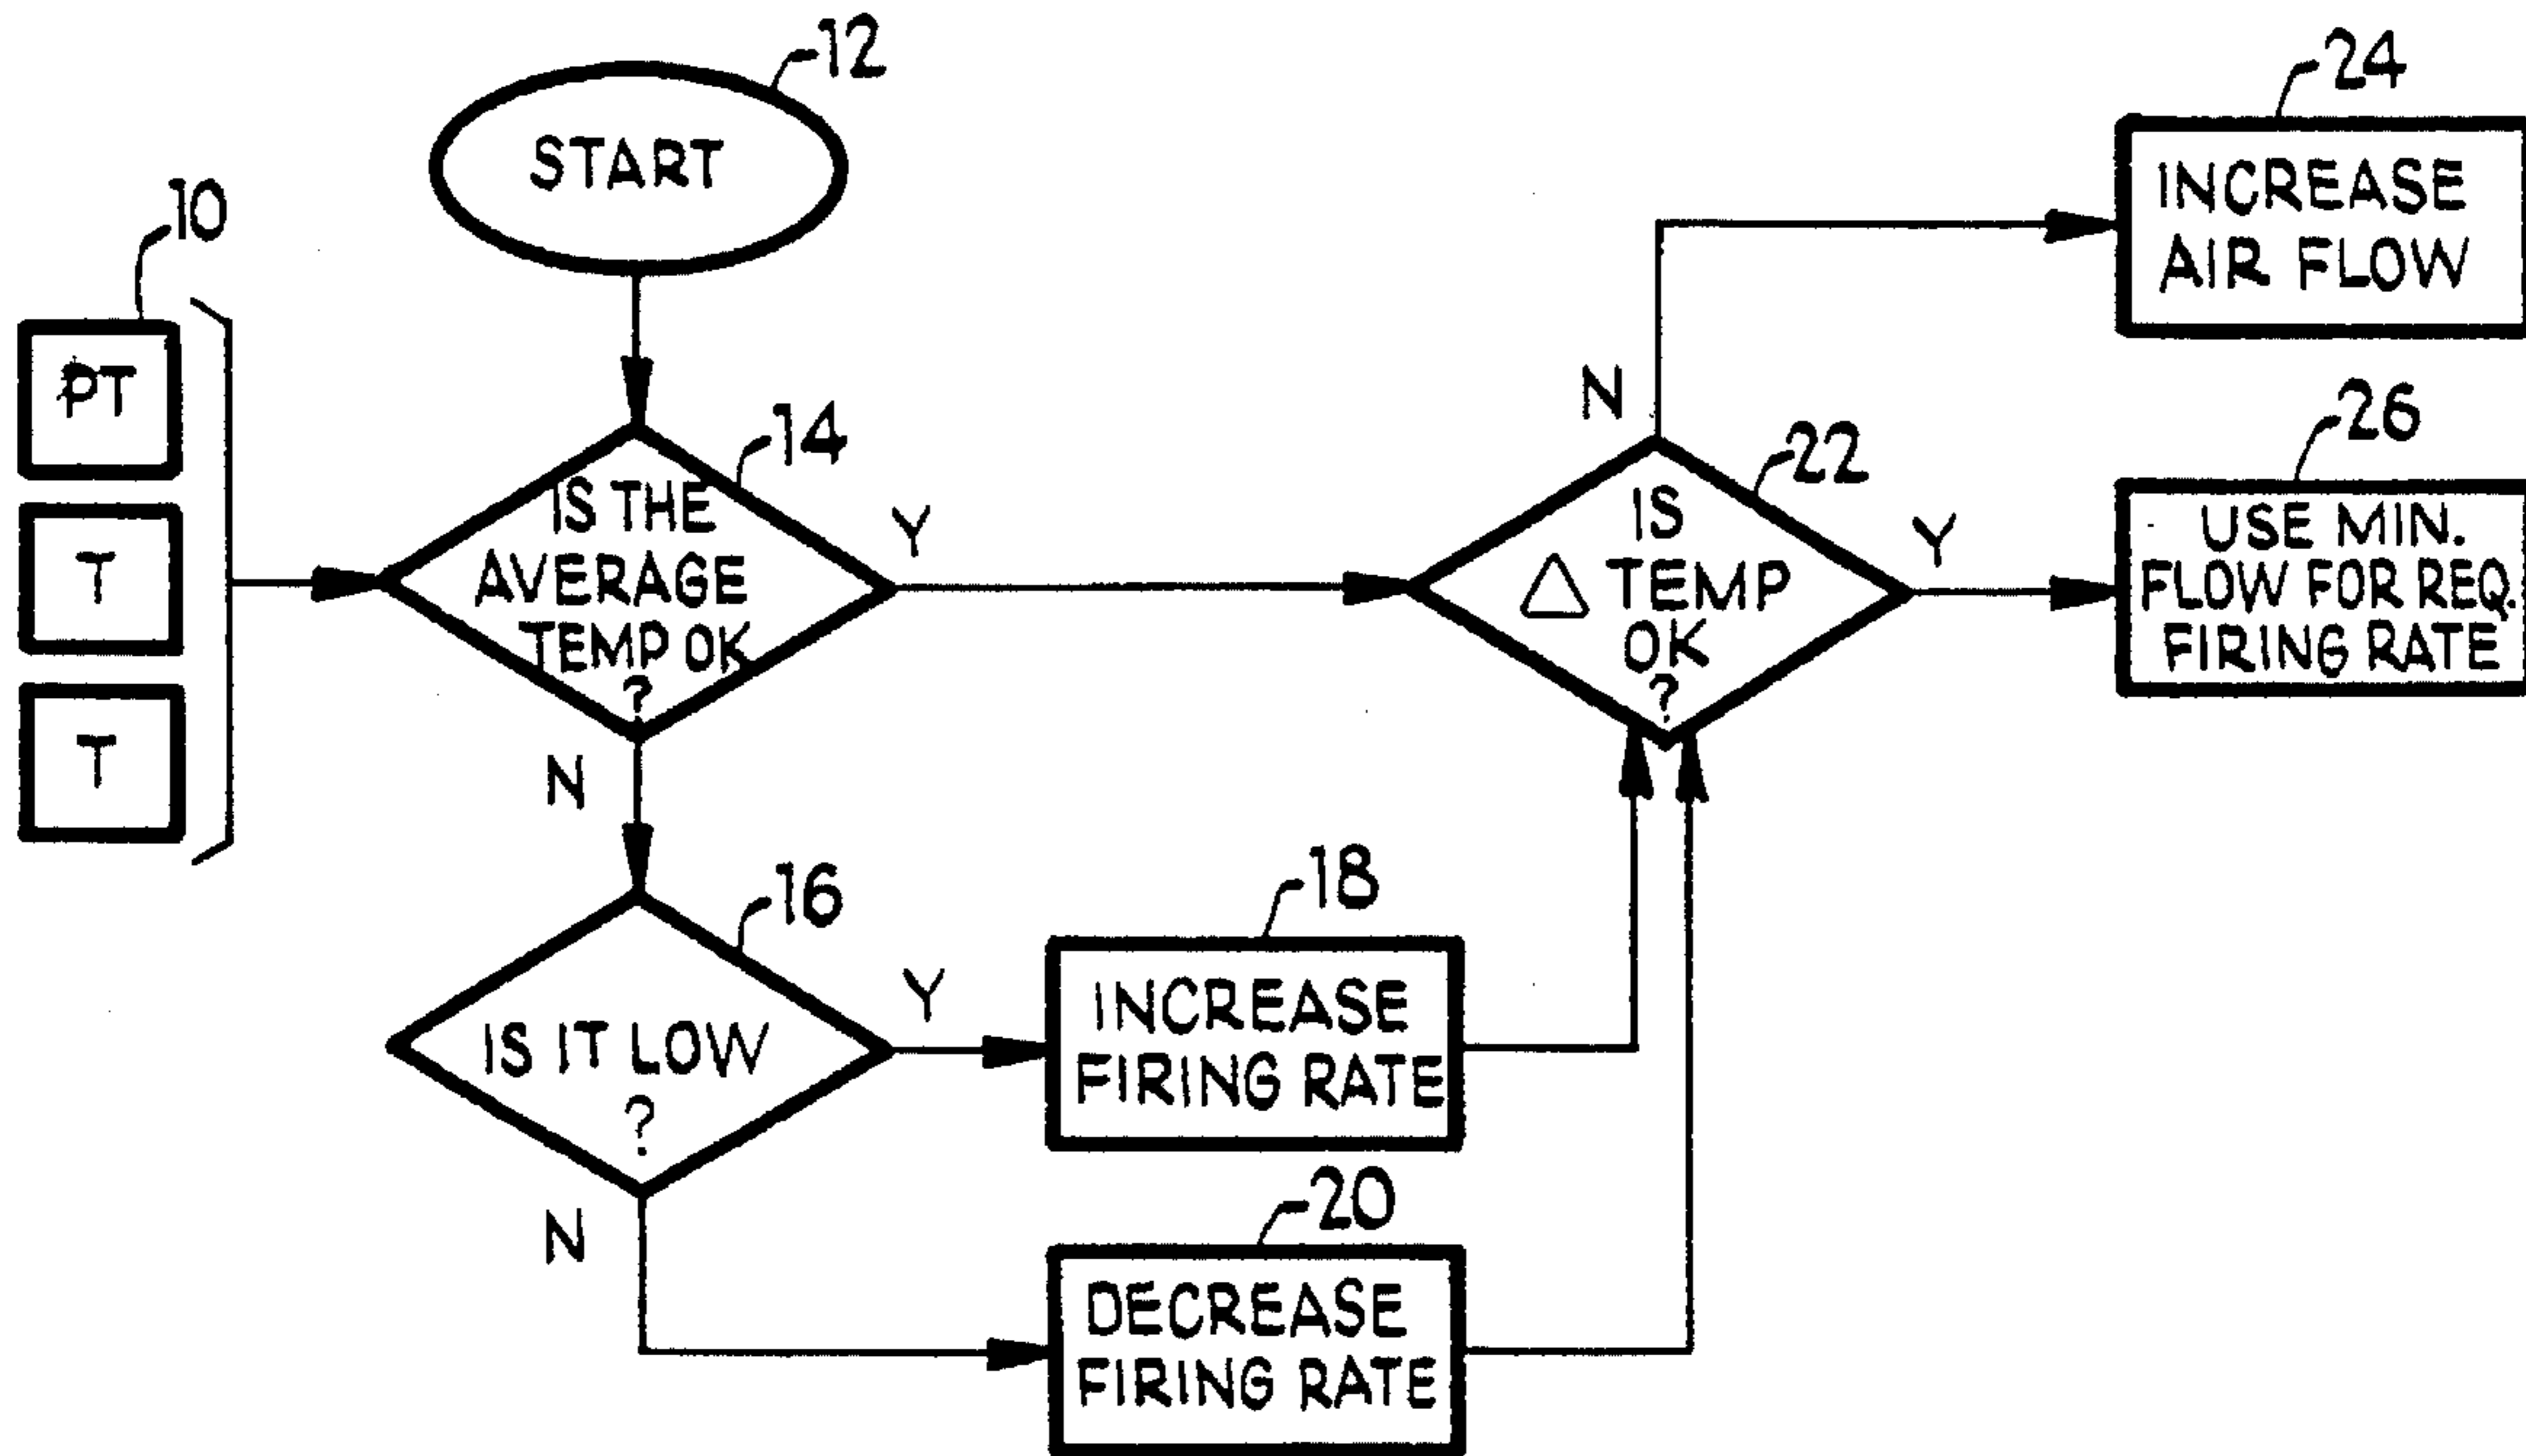 12
START
10
PT
T
T
14
IS THE
AVERAGE
TEMP OK
?
Y
N
16
IS IT LOW
?
Y
N
18
INCREASE
FIRING RATE
20
DECREASE
FIRING RATE
22
IS
△ TEMP
OK
?
N
Y
24
INCREASE
AIR FLOW
26
USE MIN.
FLOW FOR REQ.
FIRING RATE